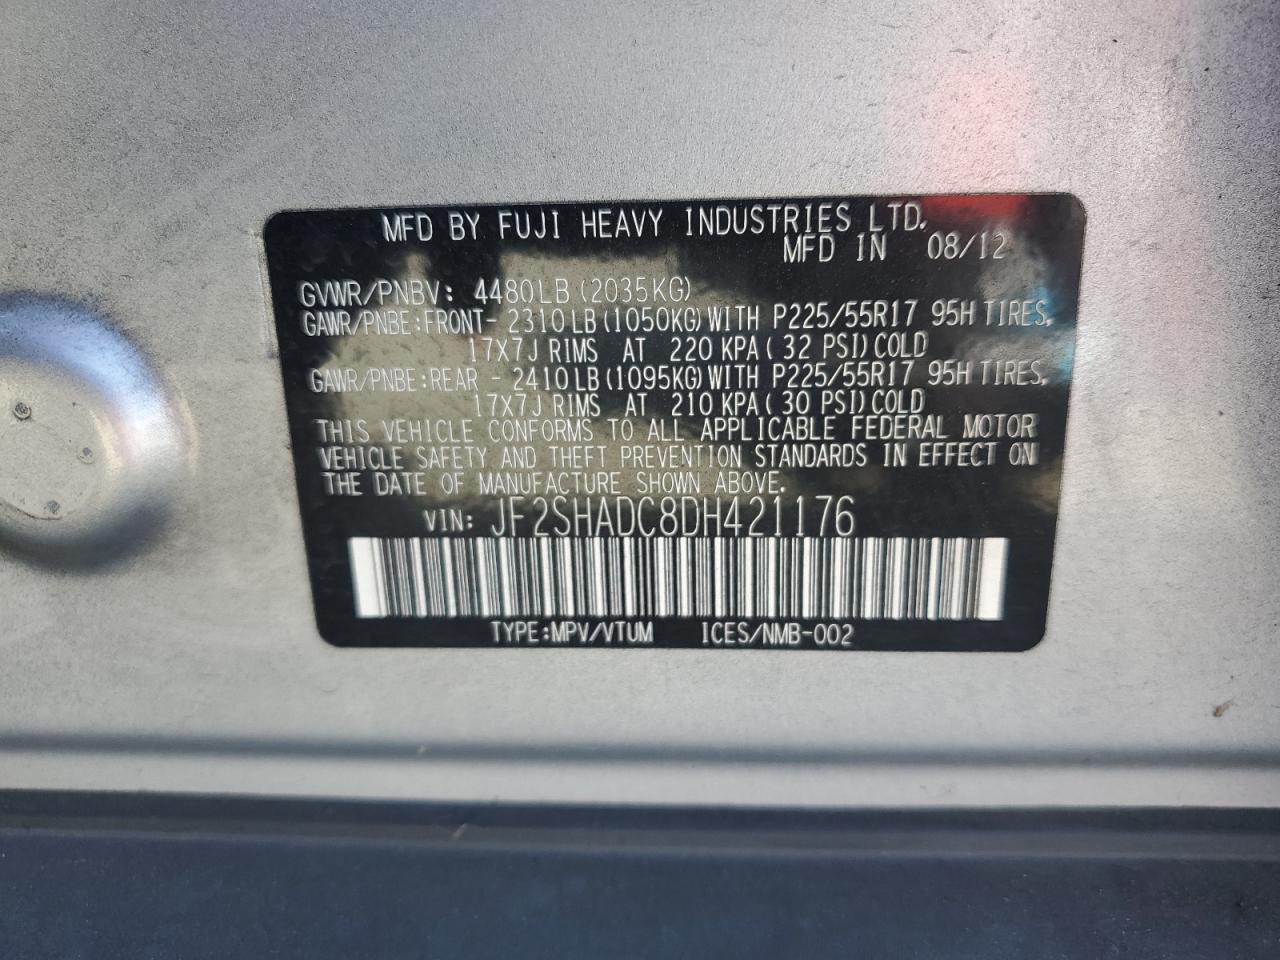 MFD BY FUJI HEAVY INDUSTRIES LTD.
MFD IN 08/12
GVWR/PNBV: 4480LB(2035KG)
GAWR/PNBE:FRONT- 2310LB(1050KG)WITH P225/55R17 95H TIRES,
17X7J RIMS AT 220 KPA( 32 PSI)COLD
GAWR/PNBE:REAR - 2410LB(1095KG)WITH P225/55R17 95H TIRES,
17X7J RIMS AT 210 KPA( 30 PSI)COLD
THIS VEHICLE CONFORMS TO ALL APPLICABLE FEDERAL MOTOR
VEHICLE SAFETY AND THEFT PREVENTION STANDARDS IN EFFECT ON
THE DATE OF MANUFACTURE SHOWN ABOVE.
VIN: JF2SHADC8DH421176
TYPE:MPV/VTUM ICES/NMB-002